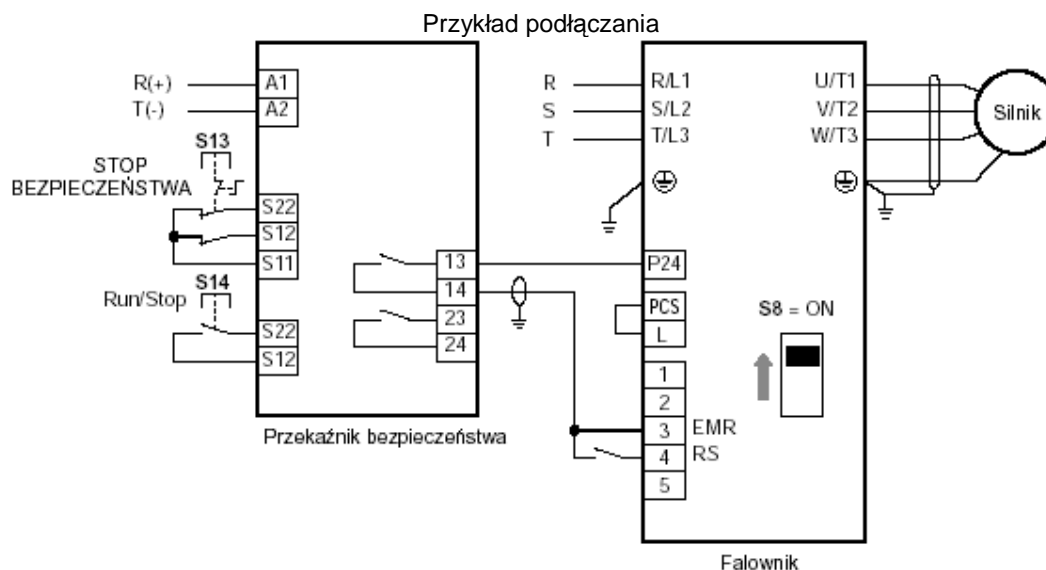 Przykład podłączania
R(+)
A1
T(-)
A2
S13
STOP
BEZPIECZEŃSTWA
S22
S12
S11
S14
Run/Stop
S22
S12
13
14
23
24
Przekaźnik bezpieczeństwa
R
R/L1
S
S/L2
T
T/L3
U/T1
V/T2
W/T3
Silnik
P24
PCS
L
S8 = ON
1
2
3
EMR
4
RS
5
Falownik